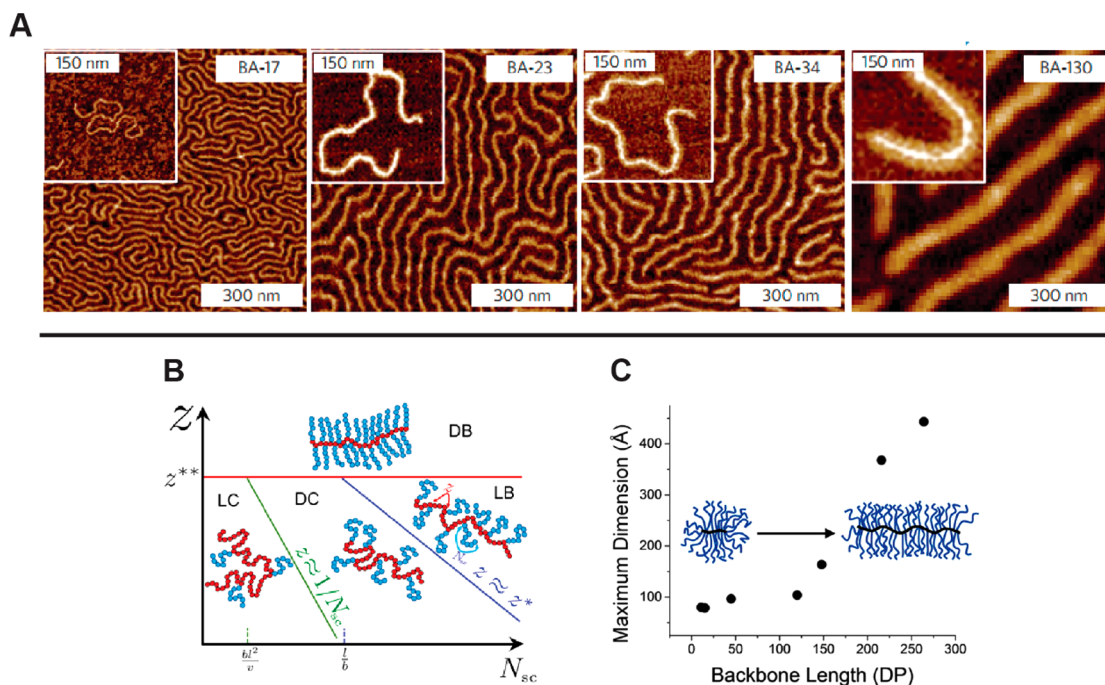 A
150 nm
BA-17
300 nm
150 nm
BA-23
300 nm
150 nm
BA-34
300 nm
150 nm
BA-130
300 nm
B
z
z**
LC
DC
DB
LB
z≈1/N_sc
z ≈ z*
bl²/v
l/b
N_sc
C
Maximum Dimension (Å)
400
300
200
100
0 50 100 150 200 250 300
Backbone Length (DP)